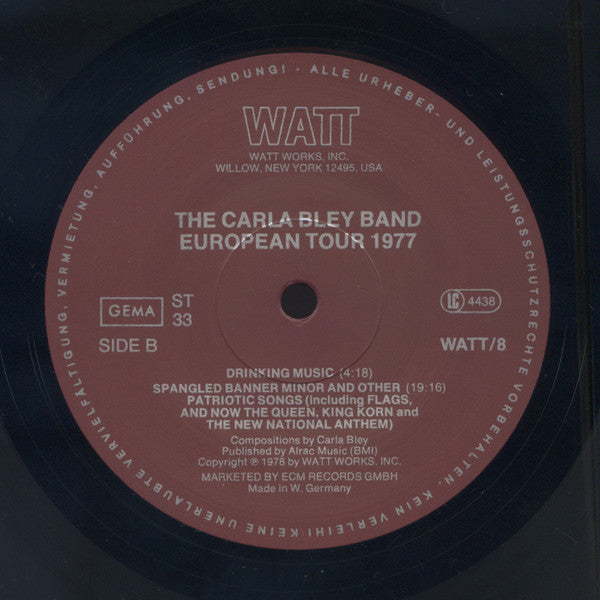 ALLE URHEBER- UND LEISTUNGSSCHUTZRECHTE VORBEHALTEN. KEIN VERLEIH! KEINE UNERLAUBTE VERVIELFÄLTIGUNG, VERMIETUNG, AUFFÜHRUNG, SENDUNG! ·
WATT
WATT WORKS, INC.
WILLOW, NEW YORK 12495, USA
THE CARLA BLEY BAND
EUROPEAN TOUR 1977
GEMA
ST
33
LC 4438
SIDE B
WATT/8
DRINKING MUSIC (4:18)
SPANGLED BANNER MINOR AND OTHER (19:16)
PATRIOTIC SONGS (including FLAGS,
AND NOW THE QUEEN, KING KORN and
THE NEW NATIONAL ANTHEM)
Compositions by Carla Bley
Published by Alrac Music (BMI)
Copyright ℗ 1978 by WATT WORKS, INC.
MARKETED BY ECM RECORDS GMBH
Made in W. Germany